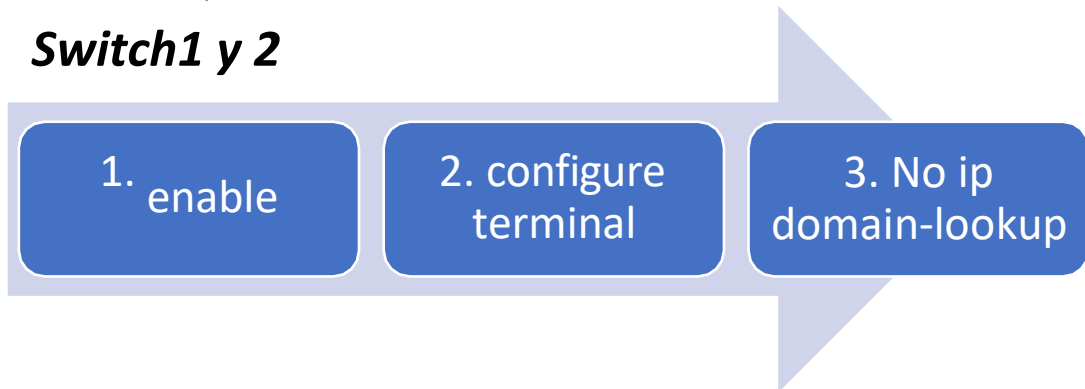 Switch1 y 2
1. enable
2. configure
terminal
3. No ip
domain-lookup